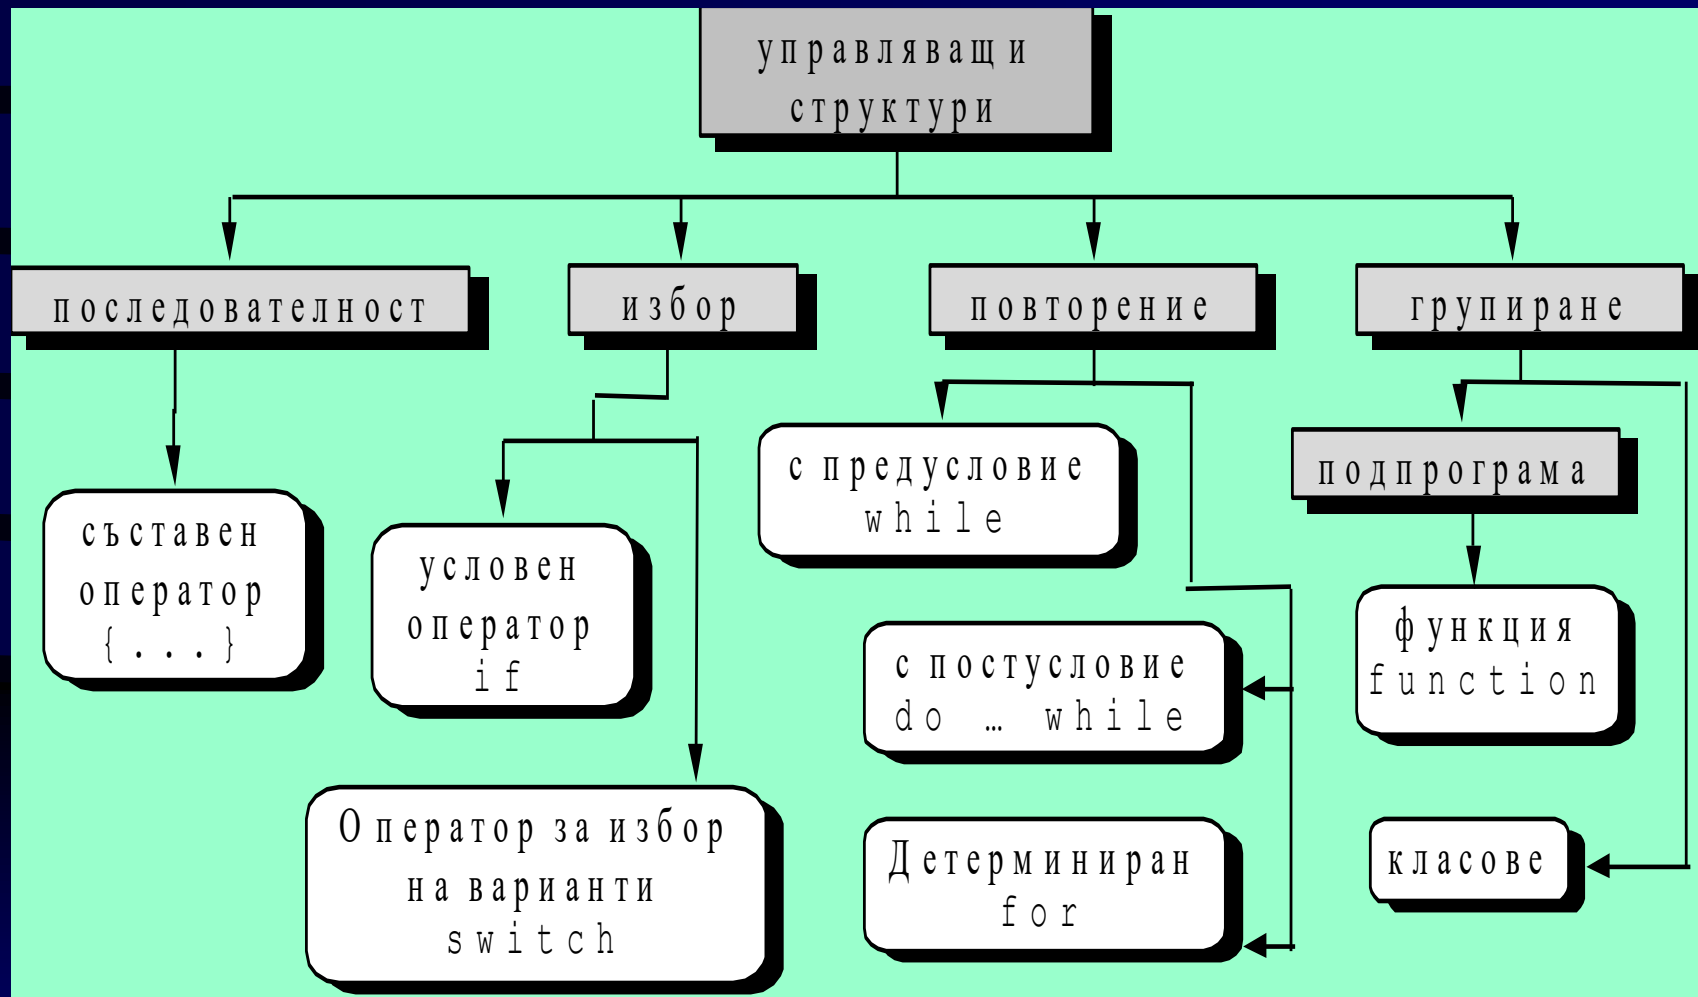 управляващи
структури
последователност
избор
повторение
групиране
съставен
оператор
{...}
условен
оператор
if
Оператор за избор
на варианти
switch
с предусловие
while
с постусловие
do … while
Детерминиран
for
подпрограма
функция
function
класове